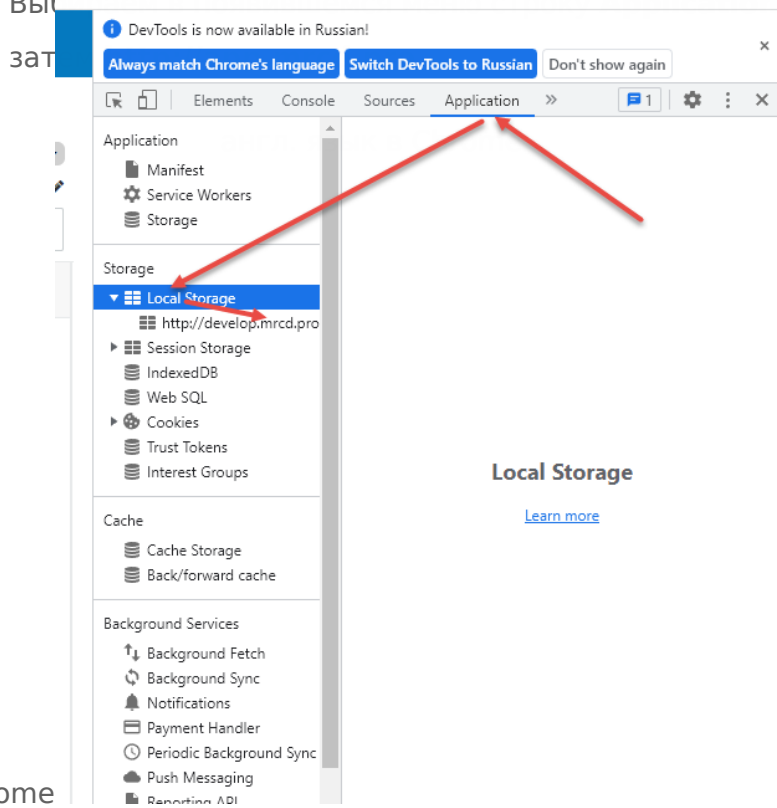 Выб
DevTools is now available in Russian!
зат
Always match Chrome's language Switch DevTools to Russian Don't show again
Elements Console Sources Application 1
Application
Manifest
Service Workers
Storage
Storage
Local Storage
http://develop.mrcd.pro
Session Storage
IndexedDB
Web SQL
Cookies
Trust Tokens
Interest Groups
Local Storage
Learn more
Cache
Cache Storage
Back/forward cache
Background Services
Background Fetch
Background Sync
Notifications
Payment Handler
Periodic Background Sync
Push Messaging
ome
Reporting API